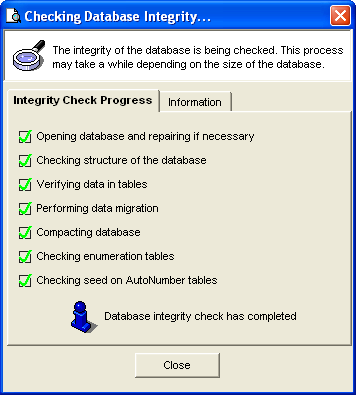 Checking Database Integrity...
The integrity of the database is being checked. This process
may take a while depending on the size of the database.
Integrity Check Progress
Information
Opening database and repairing if necessary
Checking structure of the database
Verifying data in tables
Performing data migration
Compacting database
Checking enumeration tables
Checking seed on AutoNumber tables
Database integrity check has completed
Close